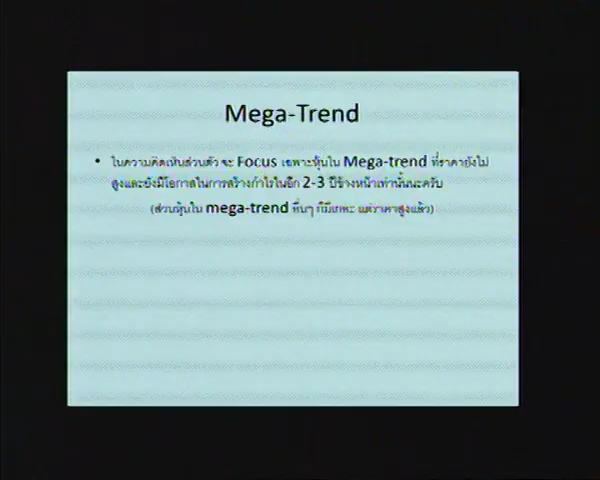 Mega-Trend
• ในความคิดเห็นส่วนตัว จะ Focus เฉพาะหุ้นใน Mega-trend ที่ราคายังไม่
สูงและยังมีโอกาสในการสร้างกำไรในอีก 2-3 ปีข้างหน้าเท่านั้นนะครับ
(ส่วนหุ้นใน mega-trend อื่นๆ ก็มีเยอะ แต่ราคาสูงแล้ว)